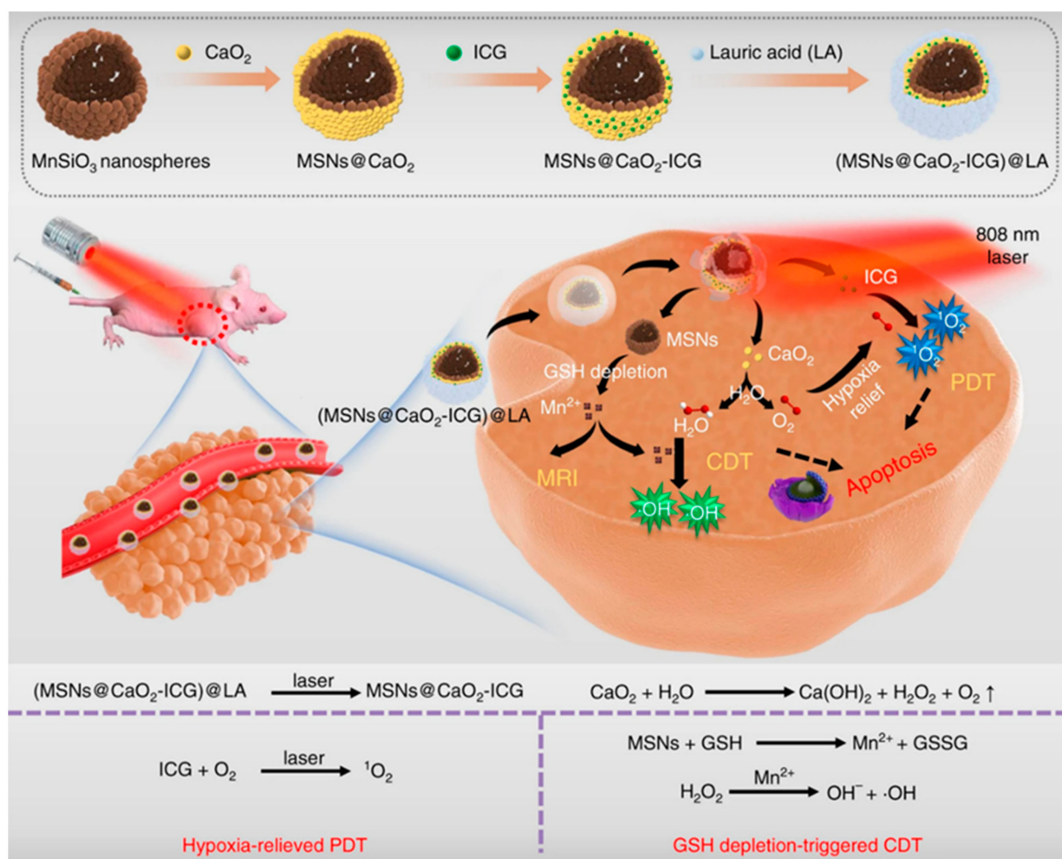 CaO₂
ICG
Lauric acid (LA)
MnSiO₃ nanospheres
MSNs@CaO₂
MSNs@CaO₂-ICG
(MSNs@CaO₂-ICG)@LA
808 nm
laser
ICG
¹O₂
¹O₂
PDT
MSNs
CaO₂
GSH depletion
H₂O
Hypoxia
relief
(MSNs@CaO₂-ICG)@LA
Mn²⁺
H₂O
O₂
MRI
CDT
Apoptosis
·OH
·OH
(MSNs@CaO₂-ICG)@LA laser MSNs@CaO₂-ICG
CaO₂ + H₂O ⟶ Ca(OH)₂ + H₂O₂ + O₂ ↑
ICG + O₂ laser ¹O₂
MSNs + GSH ⟶ Mn²⁺ + GSSG
H₂O₂ Mn²⁺ OH⁻ + ·OH
Hypoxia-relieved PDT
GSH depletion-triggered CDT